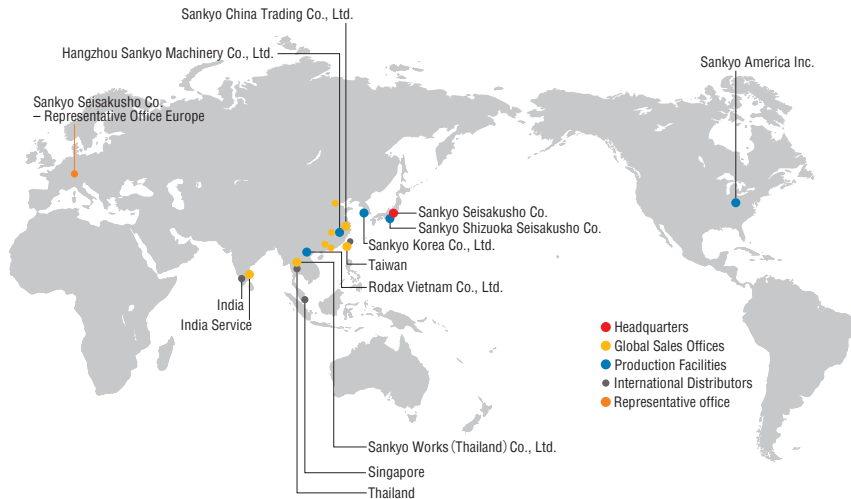 Sankyo China Trading Co., Ltd.
Hangzhou Sankyo Machinery Co., Ltd.
Sankyo America Inc.
Sankyo Seisakusho Co.
– Representative Office Europe
Sankyo Seisakusho Co.
Sankyo Shizuoka Seisakusho Co.
Sankyo Korea Co., Ltd.
Taiwan
Rodax Vietnam Co., Ltd.
India
India Service
Headquarters
Global Sales Offices
Production Facilities
International Distributors
Representative office
Sankyo Works (Thailand) Co., Ltd.
Singapore
Thailand